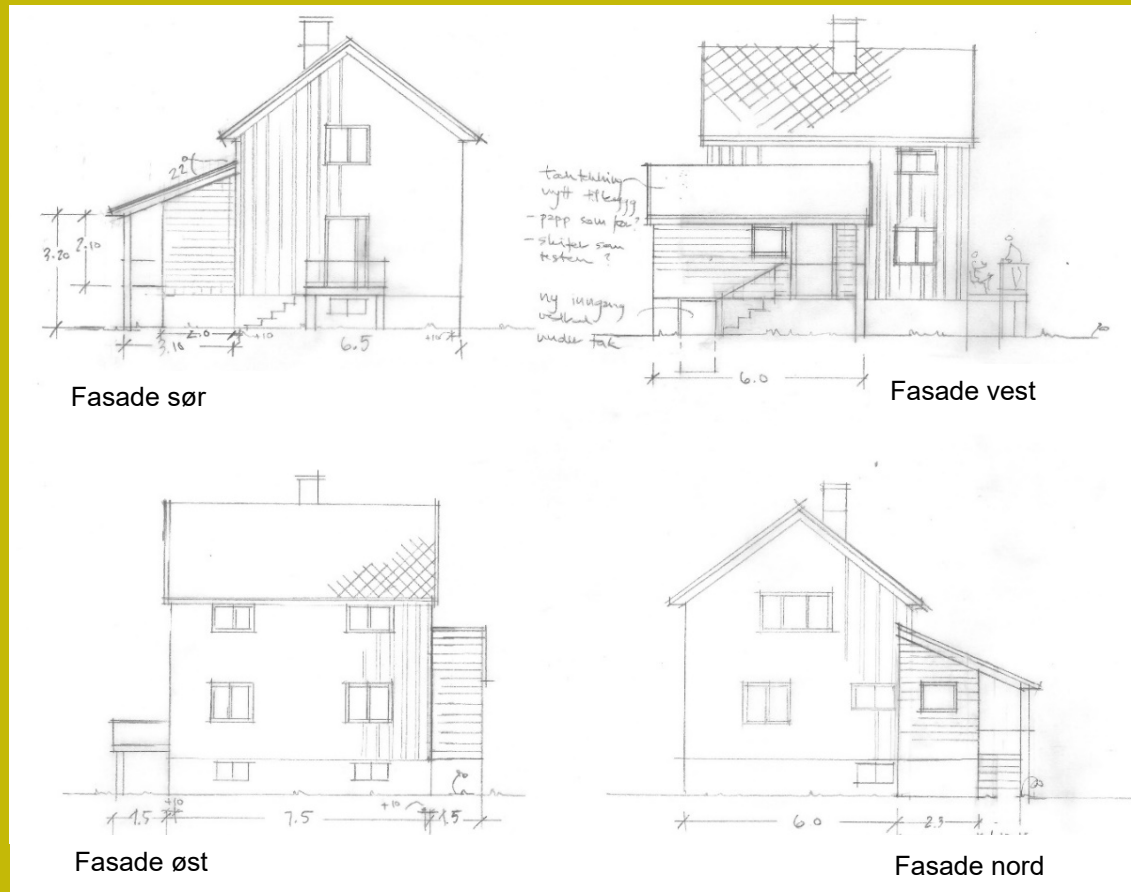 22°
3.20
2.10
2.0
+10
3.10
6.5
+10
Fasade sør
nytt tilbygg
- papp som før?
- skifer som
resten ?
ny inngang
under tak
6.0
Fasade vest
1.5
+10
7.5
+10
1.5
Fasade øst
6.0
2.3
Fasade nord